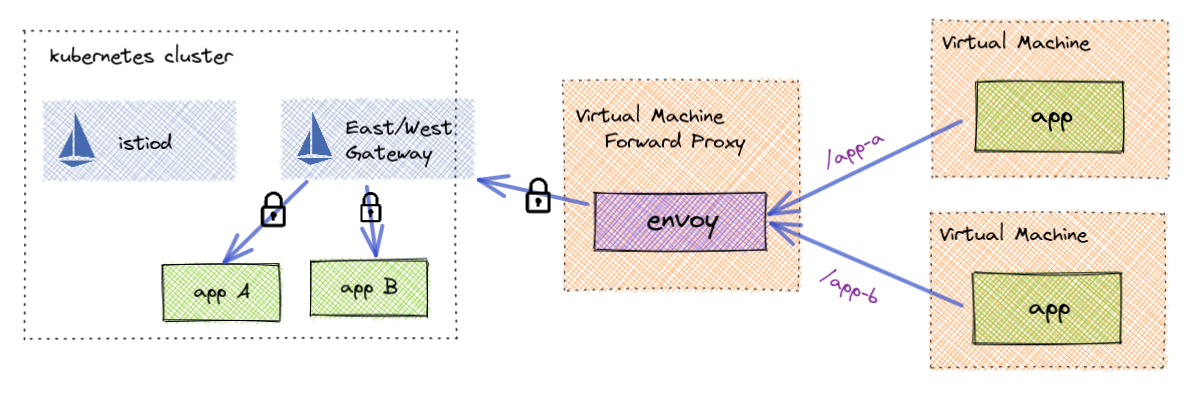 kubernetes cluster
istiod
East/West
Gateway
app A
app B
Virtual Machine
Forward Proxy
envoy
/app-a
/app-b
Virtual Machine
app
Virtual Machine
app